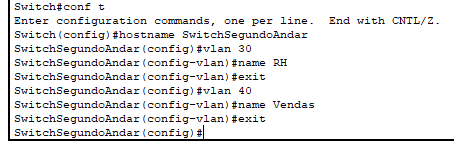 Switch#conf t
Enter configuration commands, one per line.  End with CNTL/Z.
Switch(config)#hostname SwitchSegundoAndar
SwitchSegundoAndar(config)#vlan 30
SwitchSegundoAndar(config-vlan)#name RH
SwitchSegundoAndar(config-vlan)#exit
SwitchSegundoAndar(config)#vlan 40
SwitchSegundoAndar(config-vlan)#name Vendas
SwitchSegundoAndar(config-vlan)#exit
SwitchSegundoAndar(config)#